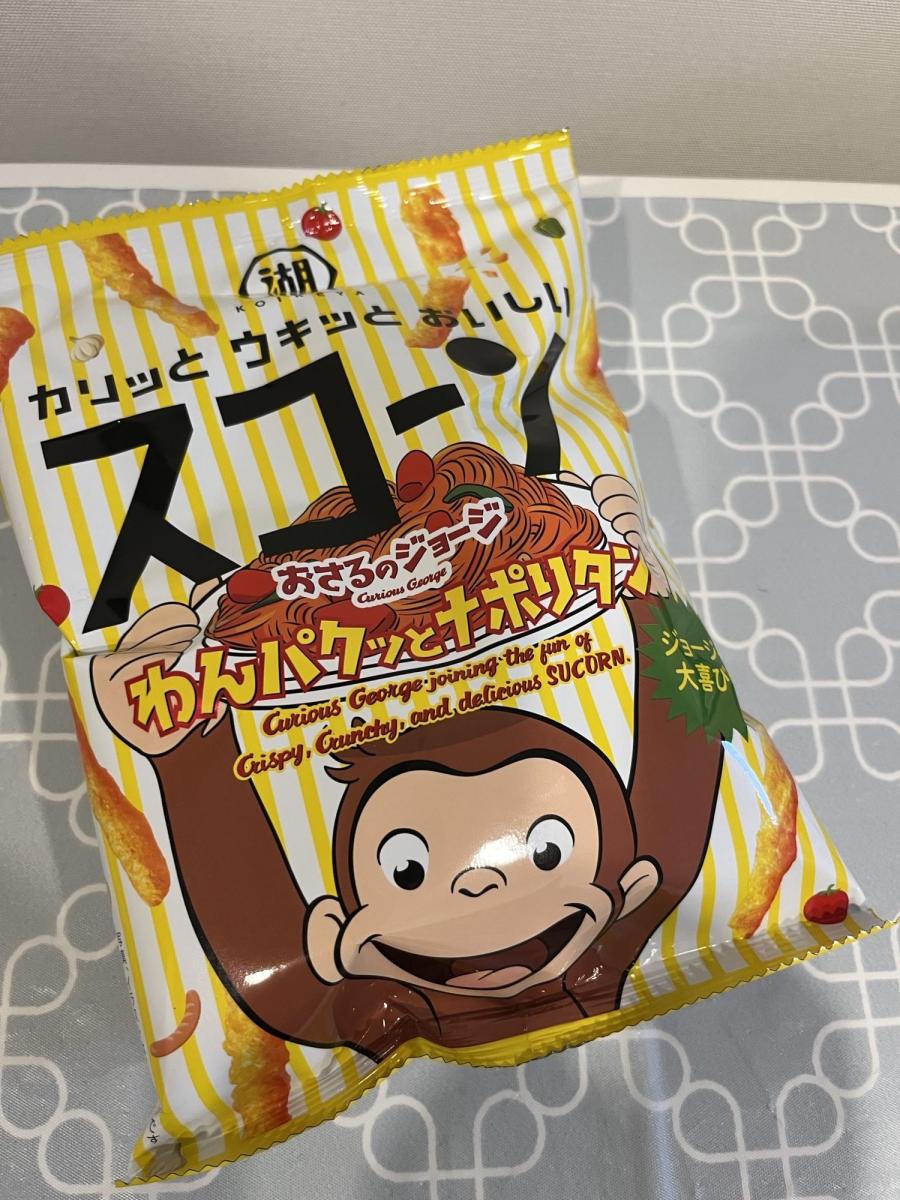 湖
KOIKEYA
カリッと ウキッと おいしい
スコーン
おさるのジョージ
Curious George
わんパクッとナポリタン
Curious George joining the fun of
Crispy, Crunchy, and delicious SUCORN.
ジョージ
大喜び